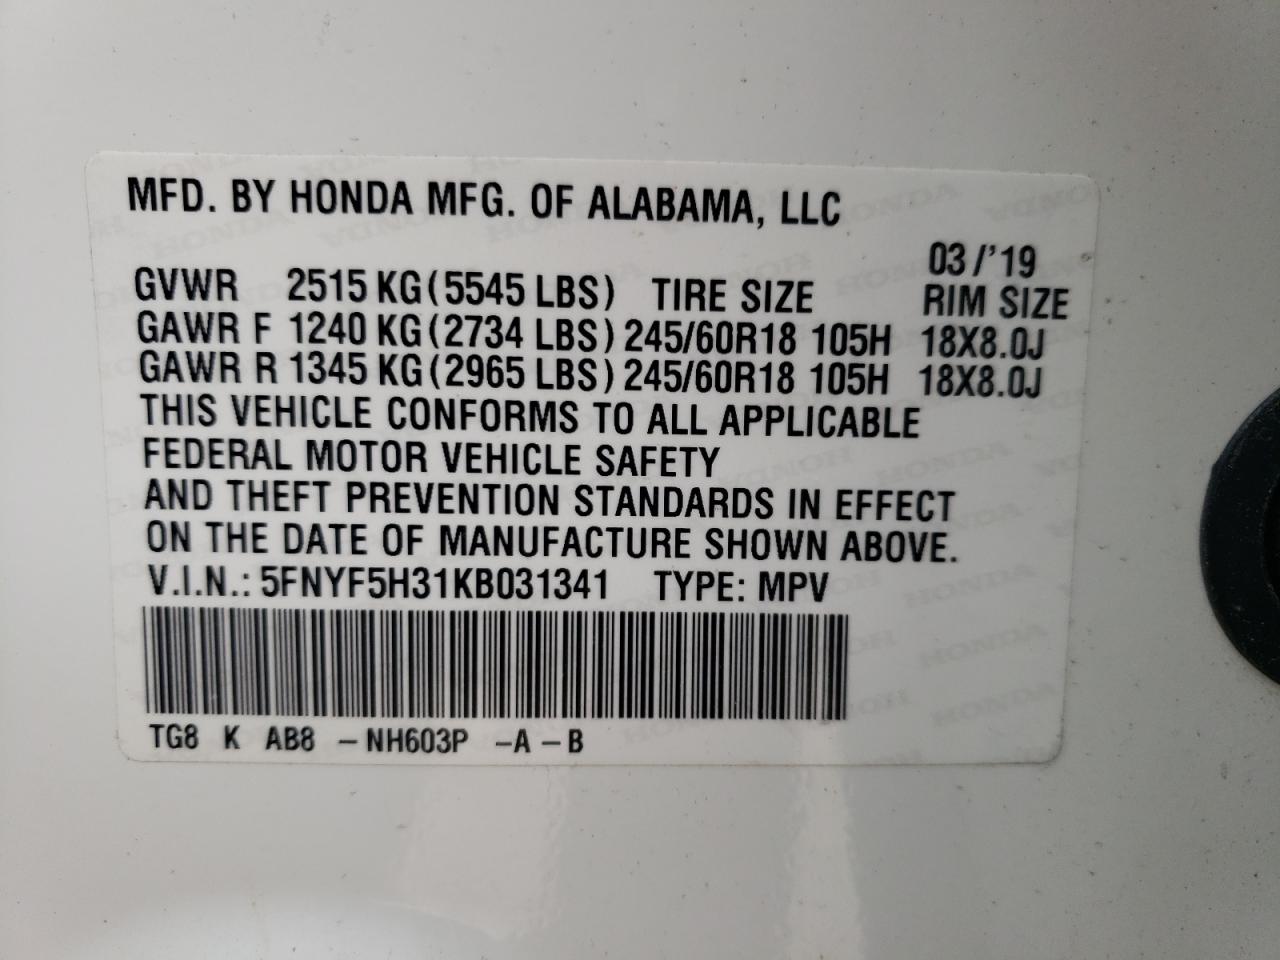 MFD. BY HONDA MFG. OF ALABAMA, LLC
03/'19
GVWR 2515 KG (5545 LBS) TIRE SIZE RIM SIZE
GAWR F 1240 KG (2734 LBS) 245/60R18 105H 18X8.0J
GAWR R 1345 KG (2965 LBS) 245/60R18 105H 18X8.0J
THIS VEHICLE CONFORMS TO ALL APPLICABLE
FEDERAL MOTOR VEHICLE SAFETY
AND THEFT PREVENTION STANDARDS IN EFFECT
ON THE DATE OF MANUFACTURE SHOWN ABOVE.
V.I.N.: 5FNYF5H31KB031341 TYPE: MPV
TG8 K AB8 -NH603P -A -B